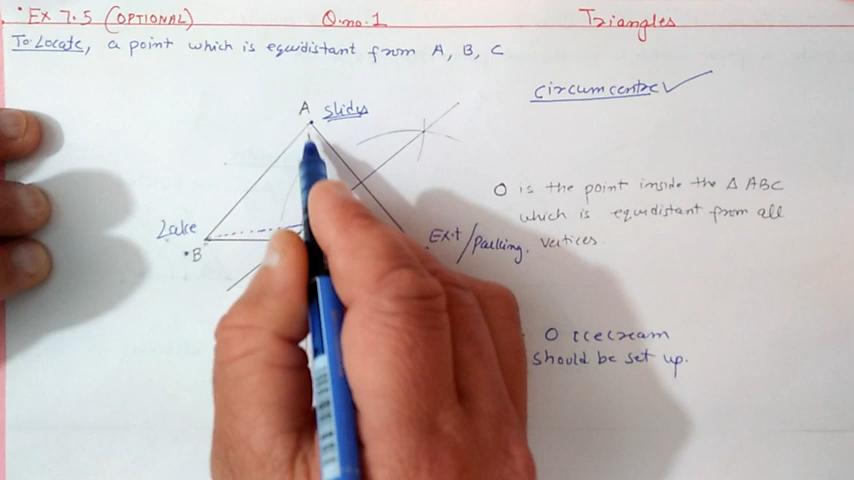 Ex 7.5 (OPTIONAL) Q.no.1 Triangles
To Locate, a point which is equidistant from A, B, C
circumcentre
A slides
O is the point inside the Δ ABC
which is equidistant from all
vertices.
Lake
B
Exit/parking.
O icecream
should be set up.